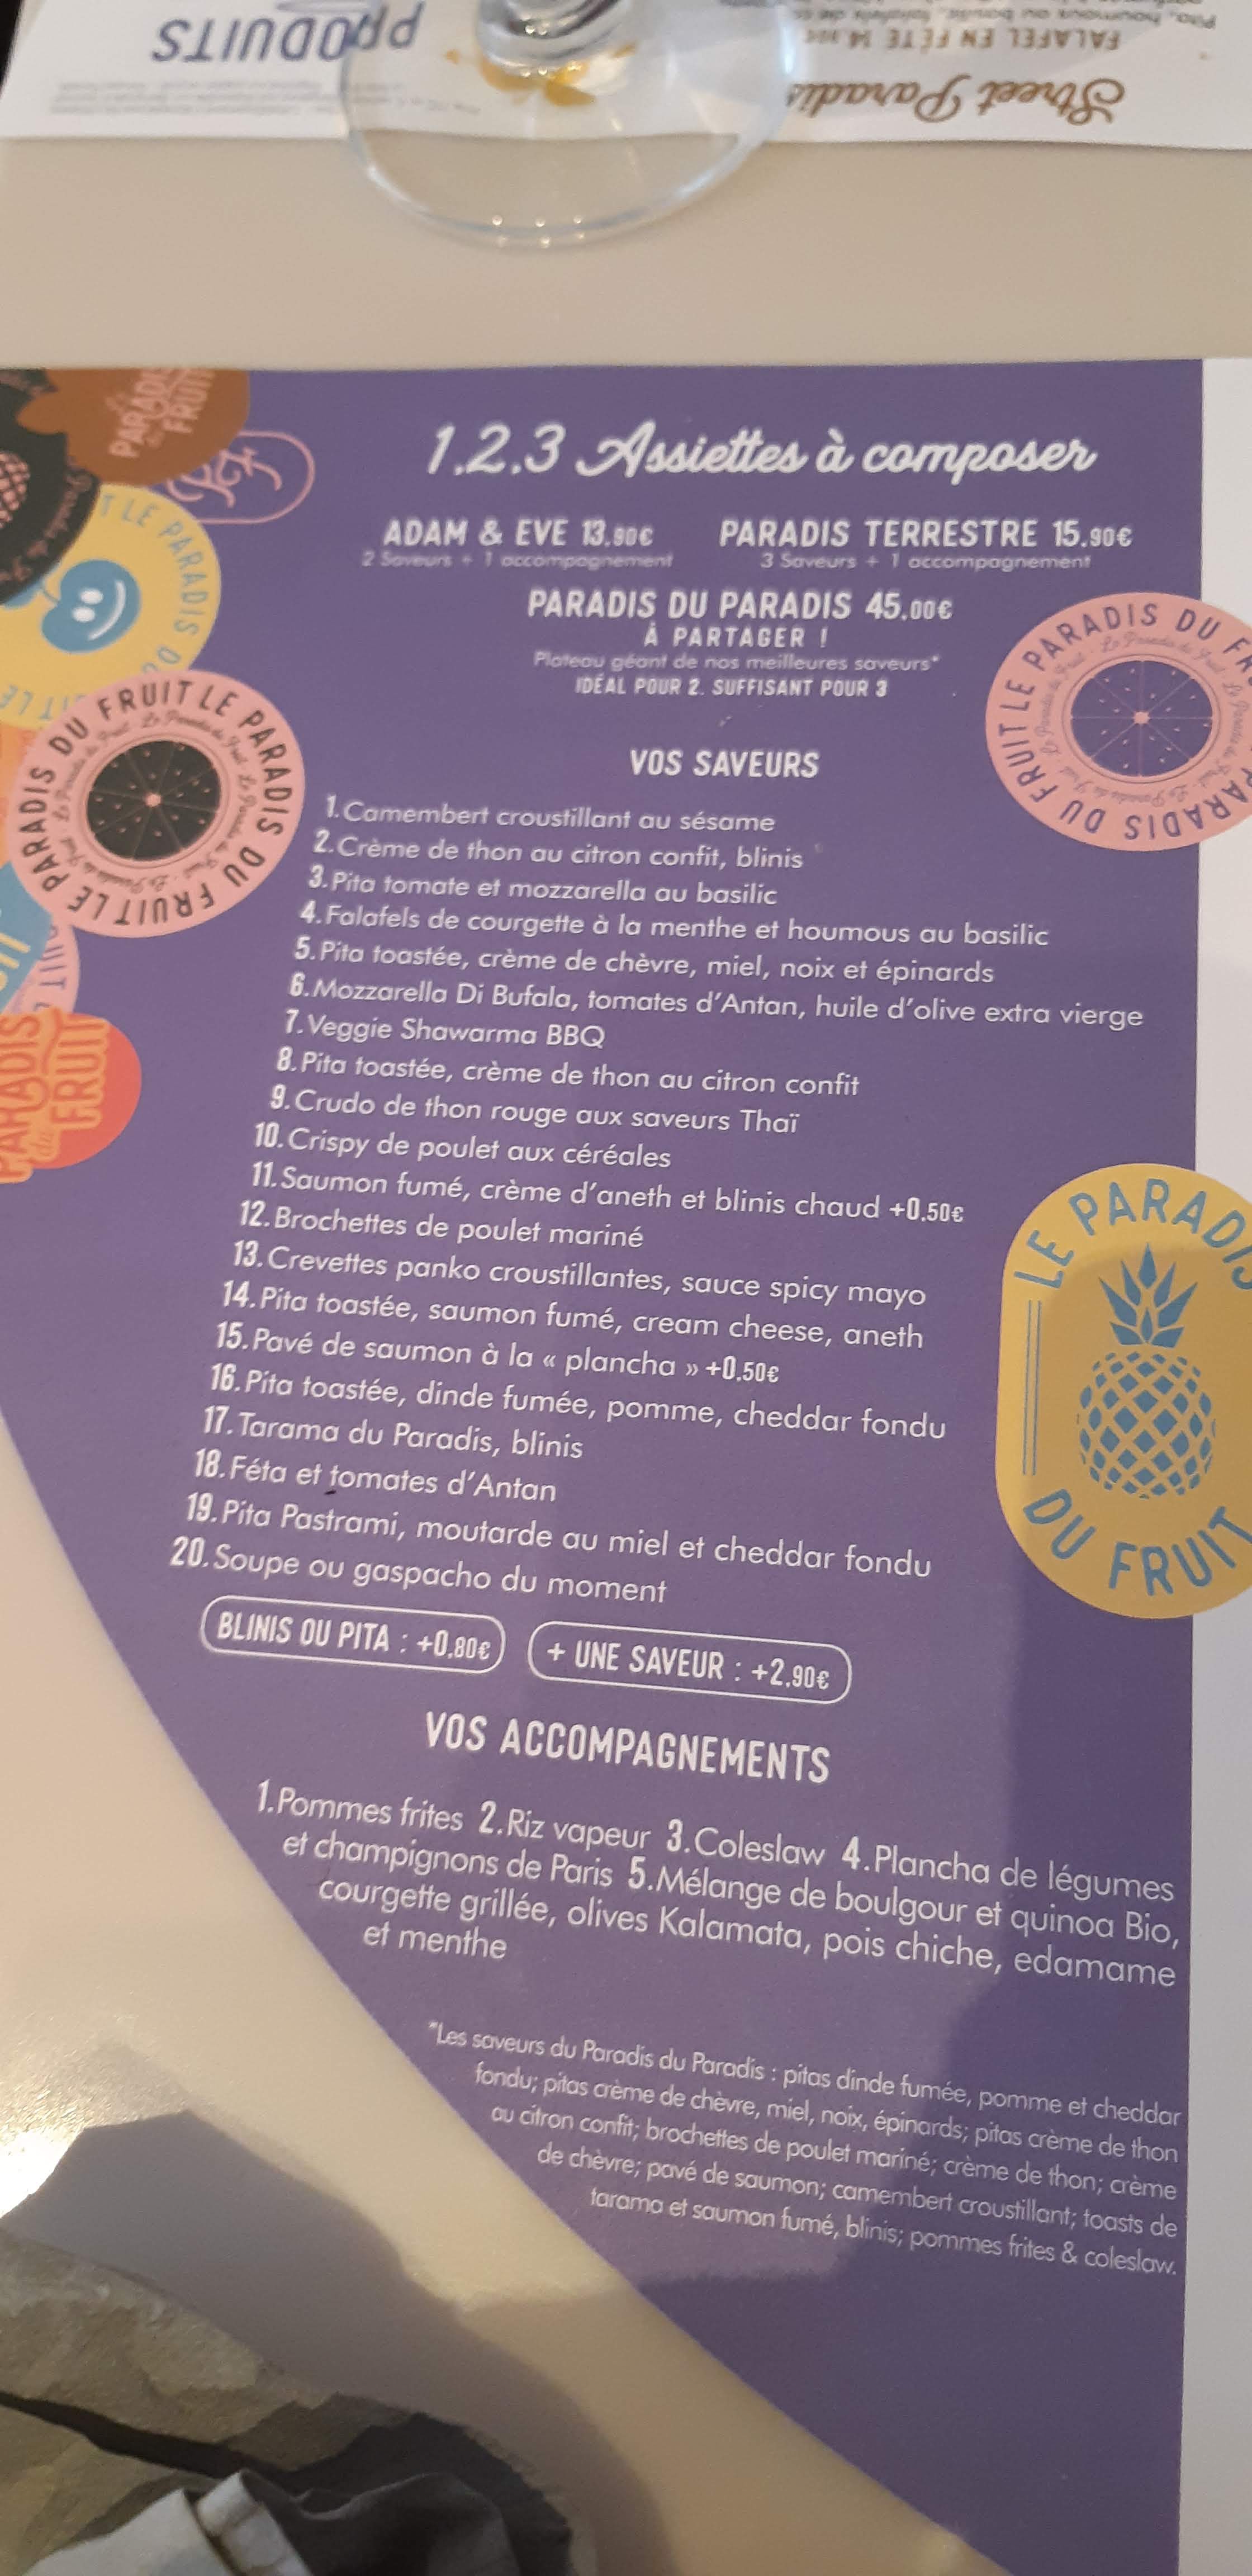 PRODUITS
Street Paradis
FALAFEL EN FÊTE 14
1.2.3 Assiettes à composer
ADAM & EVE 13.90€
2 Saveurs + 1 accompagnement
PARADIS TERRESTRE 15.90€
3 Saveurs + 1 accompagnement
PARADIS DU PARADIS 45.00€
À PARTAGER !
Plateau géant de nos meilleures saveurs*
IDÉAL POUR 2. SUFFISANT POUR 3
VOS SAVEURS
1. Camembert croustillant au sésame
2. Crème de thon au citron confit, blinis
3. Pita tomate et mozzarella au basilic
4. Falafels de courgette à la menthe et houmous au basilic
5. Pita toastée, crème de chèvre, miel, noix et épinards
6. Mozzarella Di Bufala, tomates d'Antan, huile d'olive extra vierge
7. Veggie Shawarma BBQ
8. Pita toastée, crème de thon au citron confit
9. Crudo de thon rouge aux saveurs Thaï
10. Crispy de poulet aux céréales
11. Saumon fumé, crème d'aneth et blinis chaud +0.50€
12. Brochettes de poulet mariné
13. Crevettes panko croustillantes, sauce spicy mayo
14. Pita toastée, saumon fumé, cream cheese, aneth
15. Pavé de saumon à la « plancha » +0.50€
16. Pita toastée, dinde fumée, pomme, cheddar fondu
17. Tarama du Paradis, blinis
18. Féta et tomates d'Antan
19. Pita Pastrami, moutarde au miel et cheddar fondu
20. Soupe ou gaspacho du moment
BLINIS OU PITA : +0.80€
+ UNE SAVEUR : +2.90€
VOS ACCOMPAGNEMENTS
1. Pommes frites 2. Riz vapeur 3. Coleslaw 4. Plancha de légumes
et champignons de Paris 5. Mélange de boulgour et quinoa Bio,
courgette grillée, olives Kalamata, pois chiche, edamame
et menthe
*Les saveurs du Paradis du Paradis : pitas dinde fumée, pomme et cheddar
fondu; pitas crème de chèvre, miel, noix, épinards; pitas crème de thon
au citron confit; brochettes de poulet mariné; crème de thon; crème
de chèvre; pavé de saumon; camembert croustillant; toasts de
tarama et saumon fumé, blinis; pommes frites & coleslaw.
PARADIS
FRUIT
LE PARADIS
LE PARADIS DU FRUIT LE PARADIS DU FRUIT
PARADIS
du
FRUIT
LE PARADIS DU FRUIT
LE PARADIS
DU FRUIT